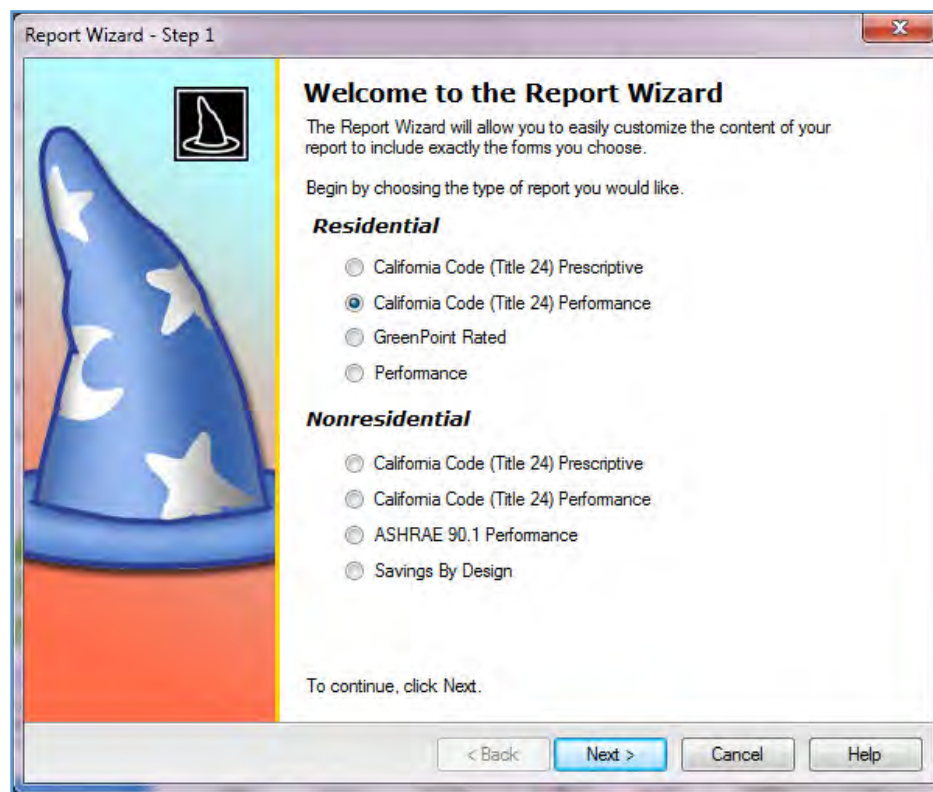 Report Wizard - Step 1
Welcome to the Report Wizard
The Report Wizard will allow you to easily customize the content of your
report to include exactly the forms you choose.
Begin by choosing the type of report you would like.
Residential
California Code (Title 24) Prescriptive
California Code (Title 24) Performance
GreenPoint Rated
Performance
Nonresidential
California Code (Title 24) Prescriptive
California Code (Title 24) Performance
ASHRAE 90.1 Performance
Savings By Design
To continue, click Next.
< Back Next > Cancel Help